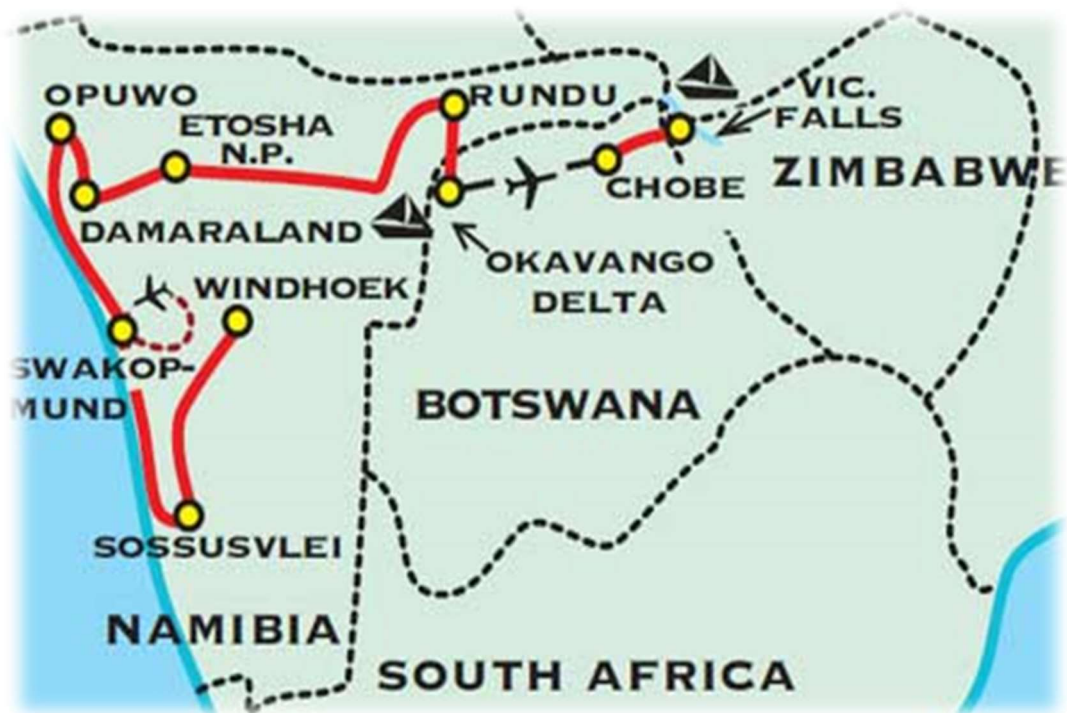 OPUWO
RUNDU
VIC.
FALLS
ETOSHA
N.P.
ZIMBABWE
CHOBE
DAMARALAND
OKAVANGO
DELTA
WINDHOEK
SWAKOP-
MUND
BOTSWANA
SOSSUSVLEI
NAMIBIA
SOUTH AFRICA